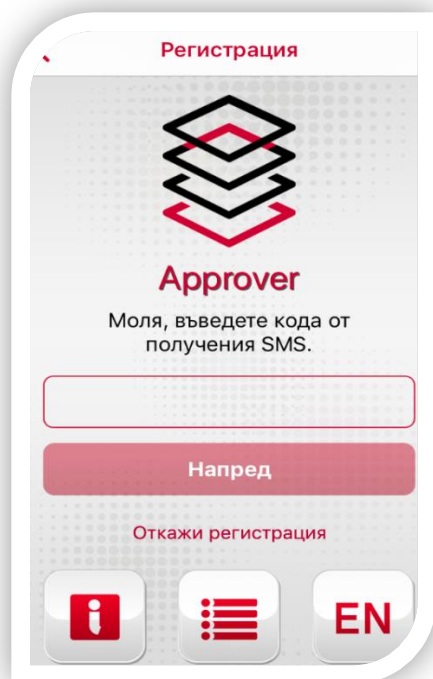 Регистрация
Approver
Моля, въведете кода от
получения SMS.
Напред
Откажи регистрация
i
EN